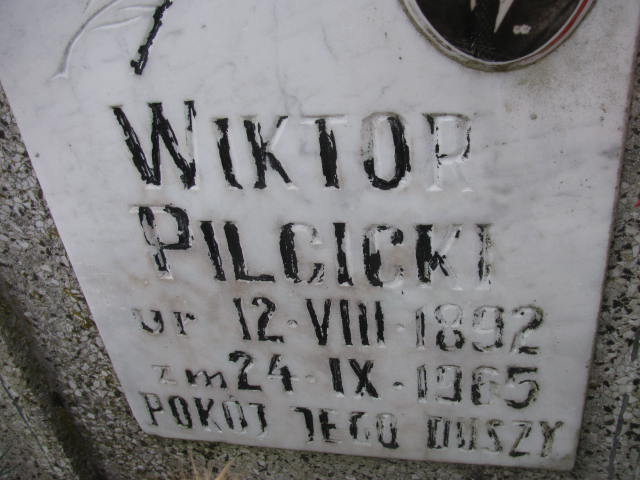 WIKTOR
PILCICKI
ur 12·VIII·1892
zm 24·IX·1965
POKÓJ JEGO DUSZY